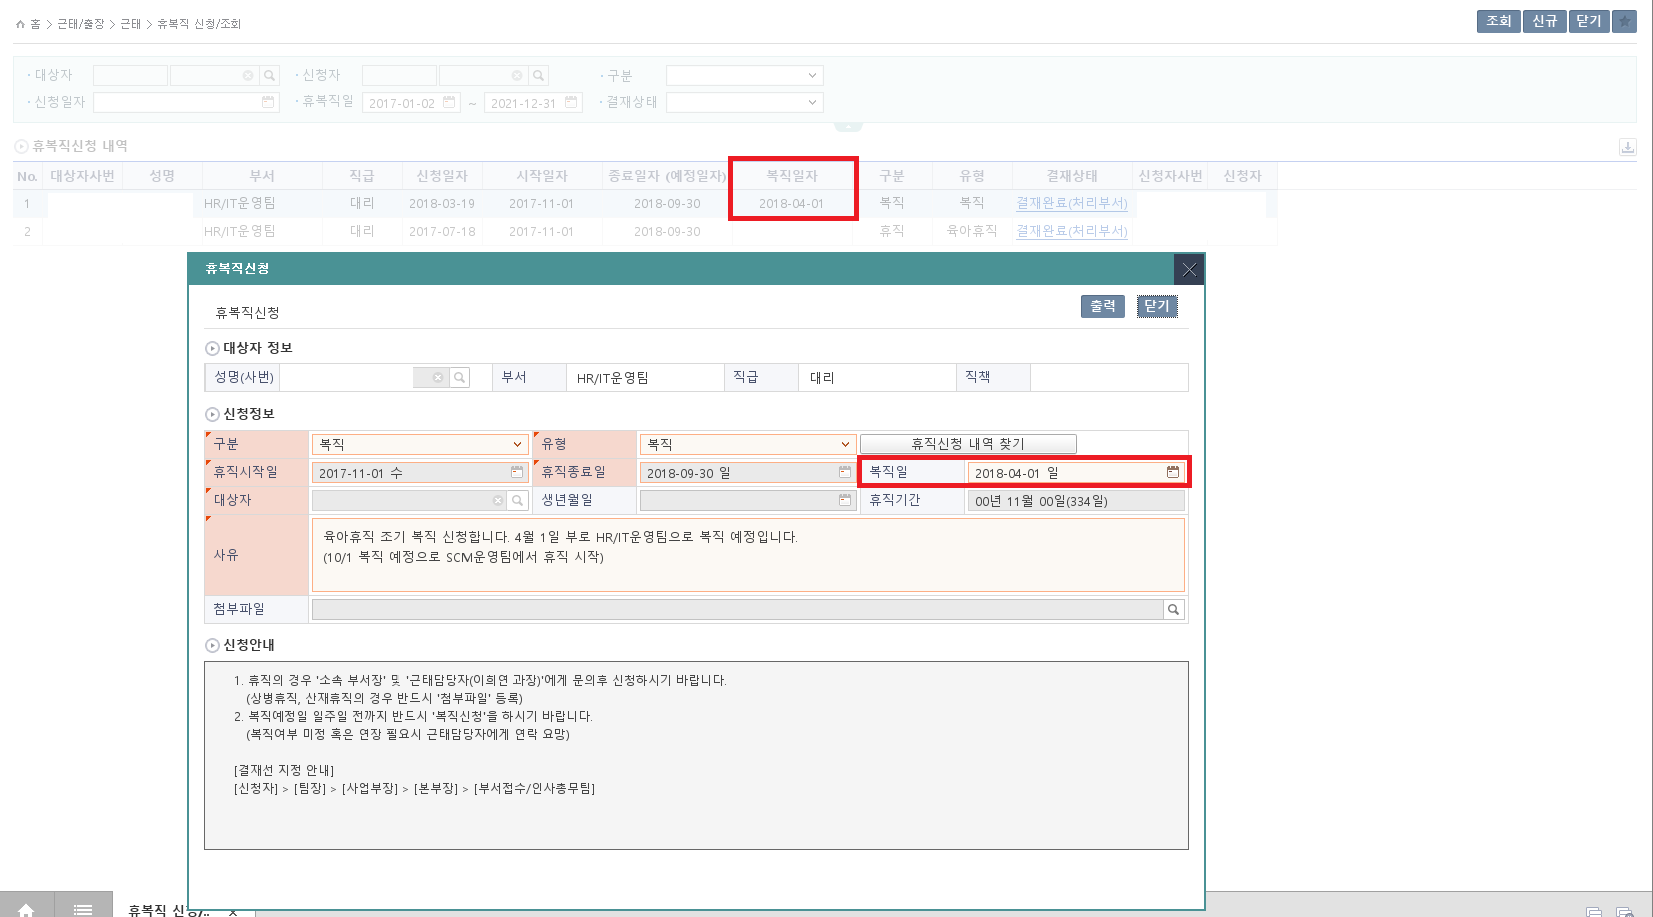 홈 > 근태/출장 > 근태 > 휴복직 신청/조회
조회 신규 닫기
· 대상자 · 신청자 · 구분
· 신청일자 · 휴복직일 2017-01-02 ~ 2021-12-31 · 결재상태
휴복직신청 내역
No. 대상자사번 성명 부서 직급 신청일자 시작일자 종료일자 (예정일자) 복직일자 구분 유형 결재상태 신청자사번 신청자
1 HR/IT운영팀 대리 2018-03-19 2017-11-01 2018-09-30 2018-04-01 복직 복직 결재완료(처리부서)
2 HR/IT운영팀 대리 2017-07-18 2017-11-01 2018-09-30 휴직 육아휴직 결재완료(처리부서)
휴복직신청
휴복직신청 출력 닫기
대상자 정보
성명(사번) 부서 HR/IT운영팀 직급 대리 직책
신청정보
구분 복직 유형 복직 휴직신청 내역 찾기
휴직시작일 2017-11-01 수 휴직종료일 2018-09-30 일 복직일 2018-04-01 일
대상자 생년월일 휴직기간 00년 11월 00일(334일)
사유
육아휴직 조기 복직 신청합니다. 4월 1일 부로 HR/IT운영팀으로 복직 예정입니다.
(10/1 복직 예정으로 SCM운영팀에서 휴직 시작)
첨부파일
신청안내
1. 휴직의 경우 '소속 부서장' 및 '근태담당자(이희연 과장)'에게 문의후 신청하시기 바랍니다.
(상병휴직, 산재휴직의 경우 반드시 '첨부파일' 등록)
2. 복직예정일 일주일 전까지 반드시 '복직신청'을 하시기 바랍니다.
(복직여부 미정 혹은 연장 필요시 근태담당자에게 연락 요망)
[결재선 지정 안내]
[신청자] > [팀장] > [사업부장] > [본부장] > [부서접수/인사총무팀]
휴복직 신청/.. x